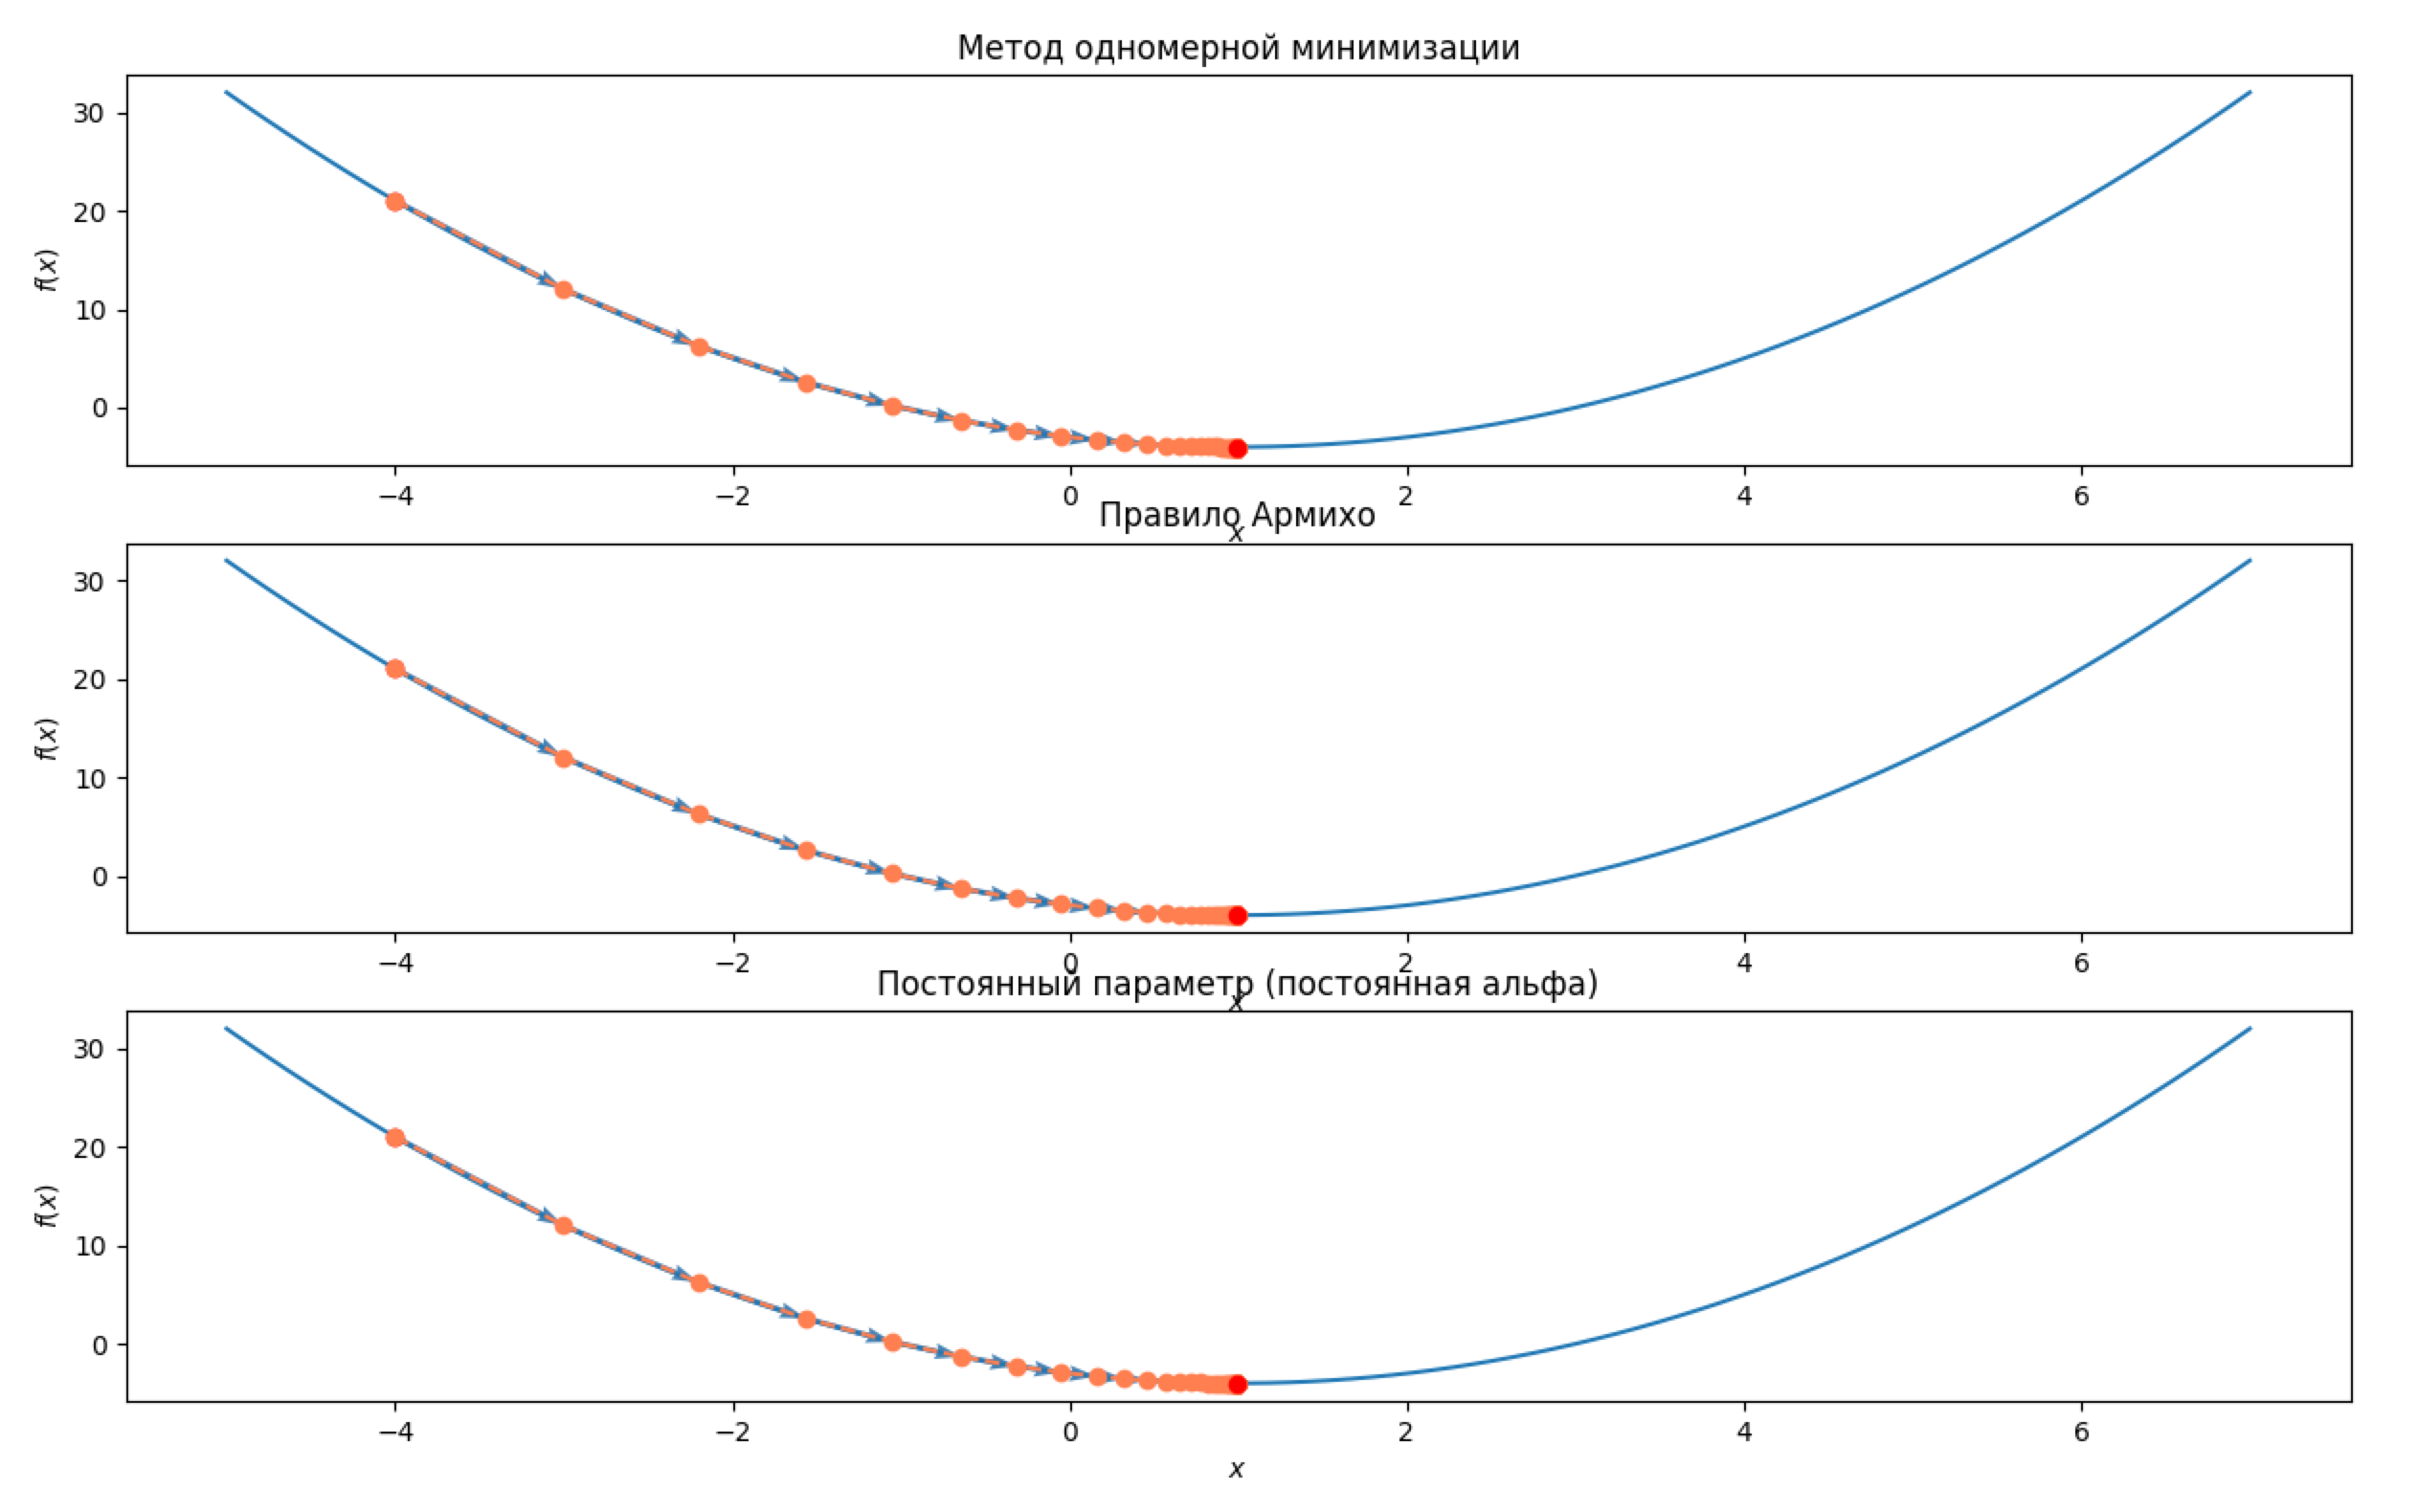 Метод одномерной минимизации
30
20
10
0
f(x)
−4 −2 0 2 4 6
x
Правило Армихо
30
20
10
0
f(x)
−4 −2 0 2 4 6
x
Постоянный параметр (постоянная альфа)
30
20
10
0
f(x)
−4 −2 0 2 4 6
x